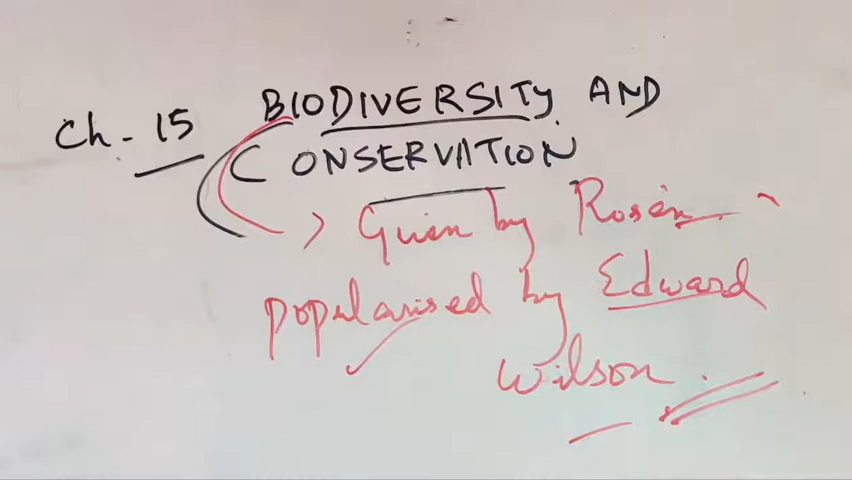 Ch - 15 BIODIVERSITY AND
CONSERVATION
Given by Rosen
popularised by Edward
Wilson.